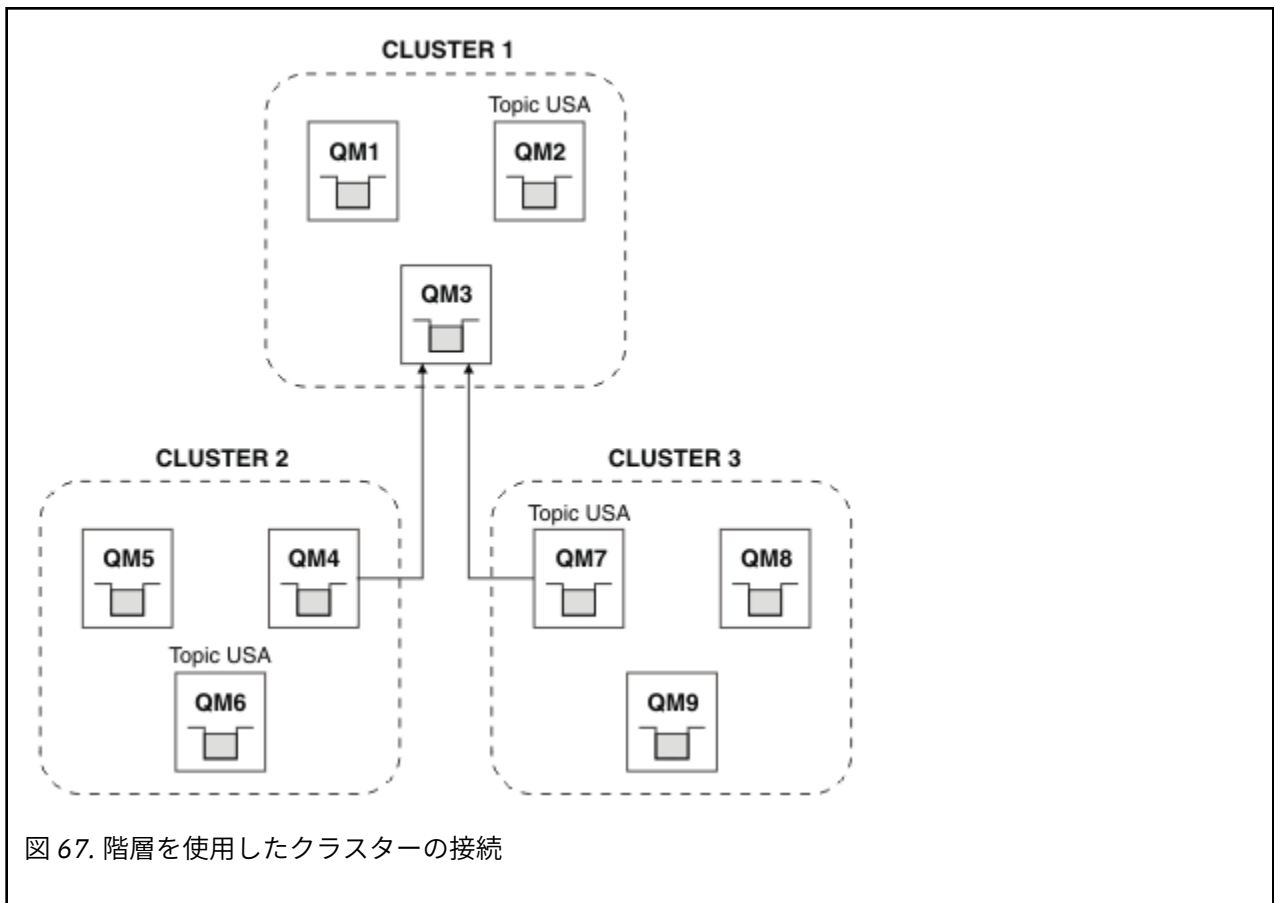 CLUSTER 1
Topic USA
QM1
QM2
QM3
CLUSTER 2
CLUSTER 3
Topic USA
QM5
QM4
QM7
QM8
Topic USA
QM6
QM9
図 67. 階層を使用したクラスターの接続